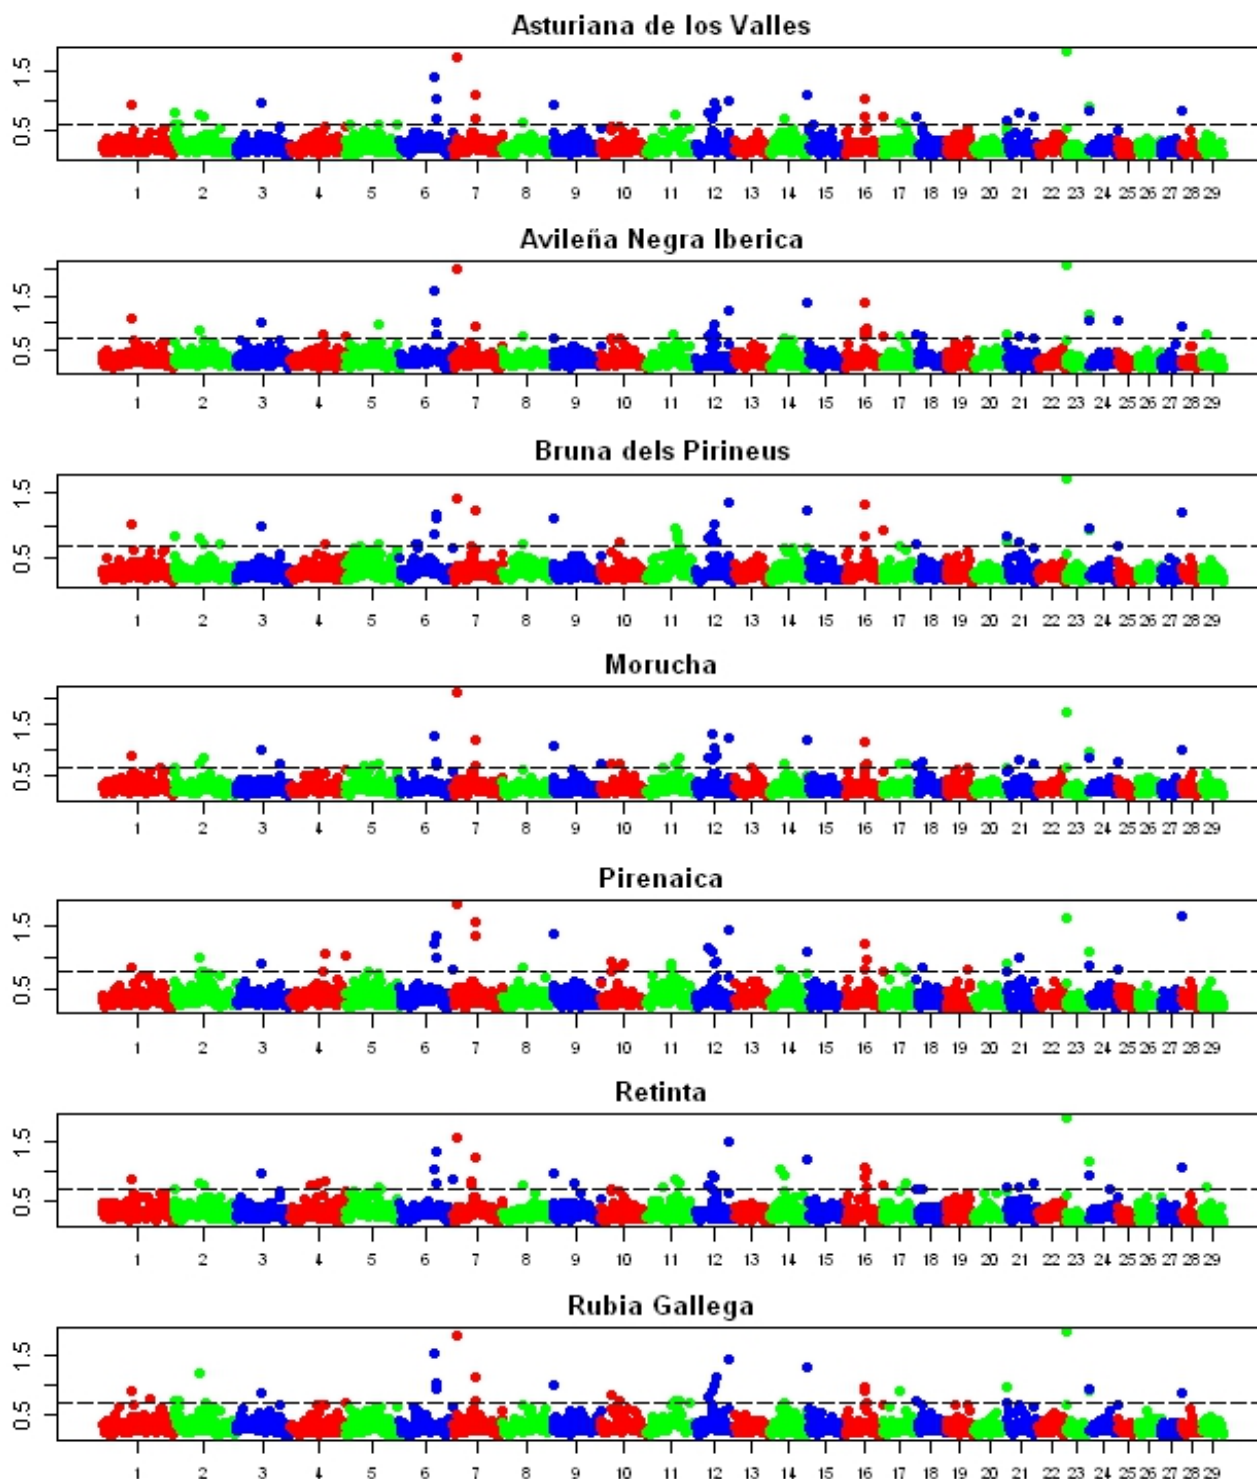 Asturiana de los Valles
1.5
0.5
1 2 3 4 5 6 7 8 9 10 11 12 13 14 15 16 17 18 19 20 21 22 23 24 25 26 27 28 29
Avileña Negra Iberica
1.5
0.5
1 2 3 4 5 6 7 8 9 10 11 12 13 14 15 16 17 18 19 20 21 22 23 24 25 26 27 28 29
Bruna dels Pirineus
1.5
0.5
1 2 3 4 5 6 7 8 9 10 11 12 13 14 15 16 17 18 19 20 21 22 23 24 25 26 27 28 29
Morucha
1.5
0.5
1 2 3 4 5 6 7 8 9 10 11 12 13 14 15 16 17 18 19 20 21 22 23 24 25 26 27 28 29
Pirenaica
1.5
0.5
1 2 3 4 5 6 7 8 9 10 11 12 13 14 15 16 17 18 19 20 21 22 23 24 25 26 27 28 29
Retinta
1.5
0.5
1 2 3 4 5 6 7 8 9 10 11 12 13 14 15 16 17 18 19 20 21 22 23 24 25 26 27 28 29
Rubia Gallega
1.5
0.5
1 2 3 4 5 6 7 8 9 10 11 12 13 14 15 16 17 18 19 20 21 22 23 24 25 26 27 28 29